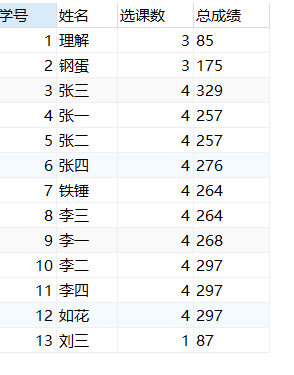 学号 姓名 选课数 总成绩
1 理解 3 85
2 钢蛋 3 175
3 张三 4 329
4 张一 4 257
5 张二 4 257
6 张四 4 276
7 铁锤 4 264
8 李三 4 264
9 李一 4 268
10 李二 4 297
11 李四 4 297
12 如花 4 297
13 刘三 1 87